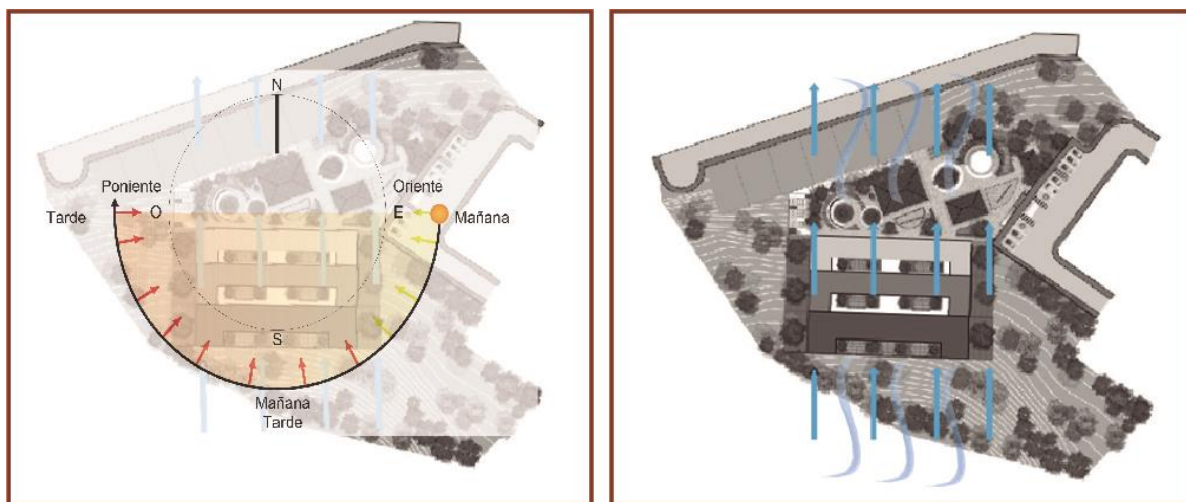 N
Poniente
Oriente
Tarde
O
E
Mañana
S
Mañana
Tarde